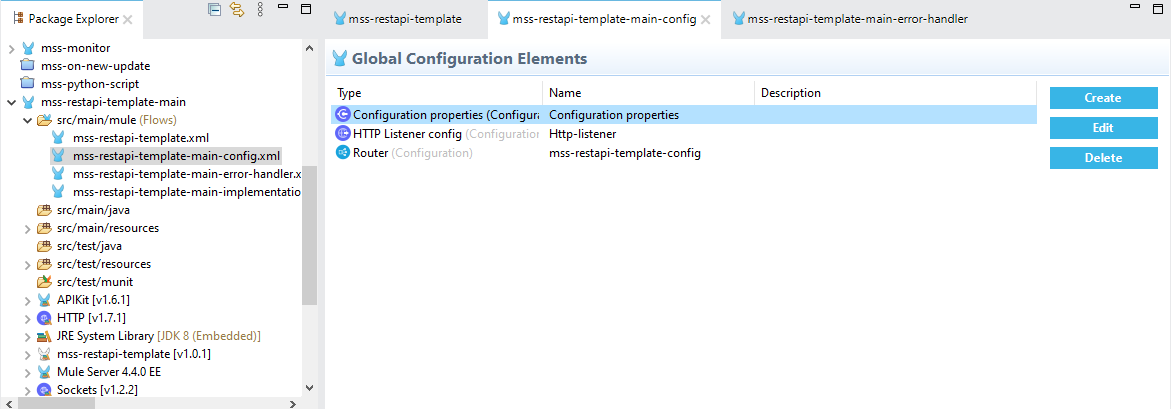 Package Explorer
mss-monitor
mss-on-new-update
mss-python-script
mss-restapi-template-main
src/main/mule (Flows)
mss-restapi-template.xml
mss-restapi-template-main-config.xml
mss-restapi-template-main-error-handler.x
mss-restapi-template-main-implementatio
src/main/java
src/main/resources
src/test/java
src/test/resources
src/test/munit
APIKit [v1.6.1]
HTTP [v1.7.1]
JRE System Library [JDK 8 (Embedded)]
mss-restapi-template [v1.0.1]
Mule Server 4.4.0 EE
Sockets [v1.2.2]
mss-restapi-template
mss-restapi-template-main-config
mss-restapi-template-main-error-handler
Global Configuration Elements
Type Name Description
Configuration properties (Configura Configuration properties
HTTP Listener config (Configuration Http-listener
Router (Configuration) mss-restapi-template-config
Create
Edit
Delete